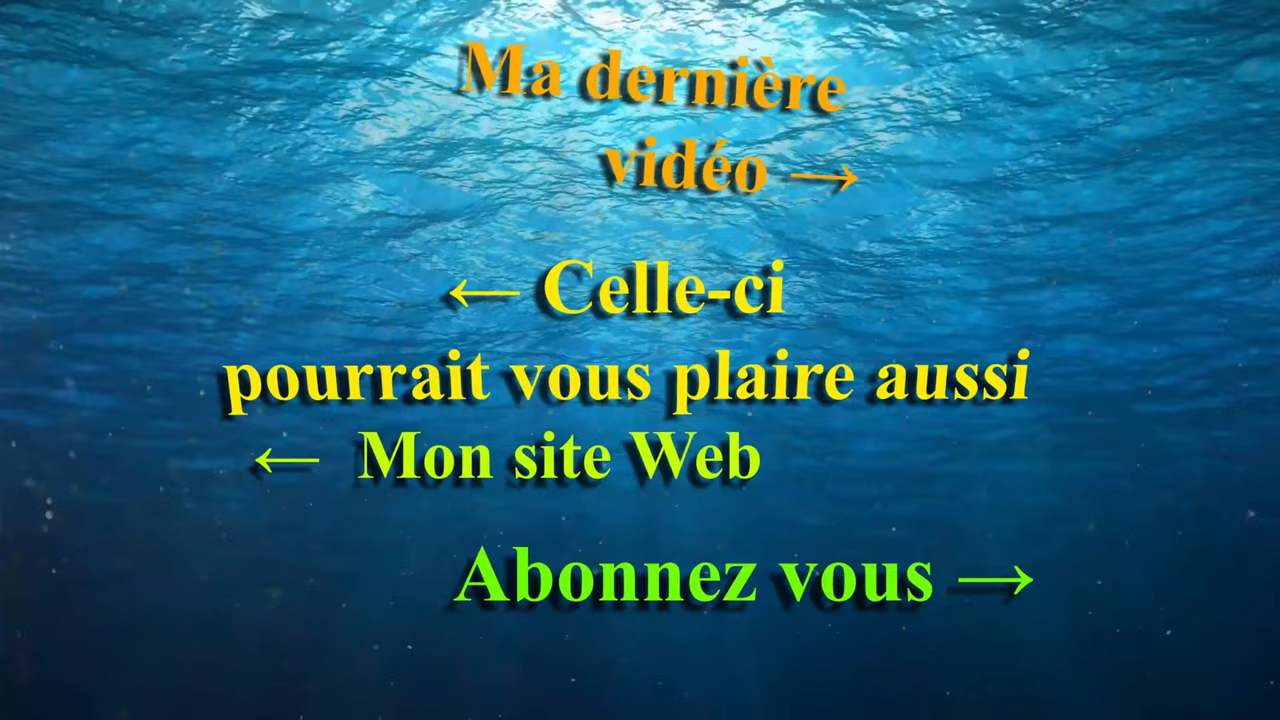 Ma dernière
vidéo →
← Celle-ci
pourrait vous plaire aussi
← Mon site Web
Abonnez vous →